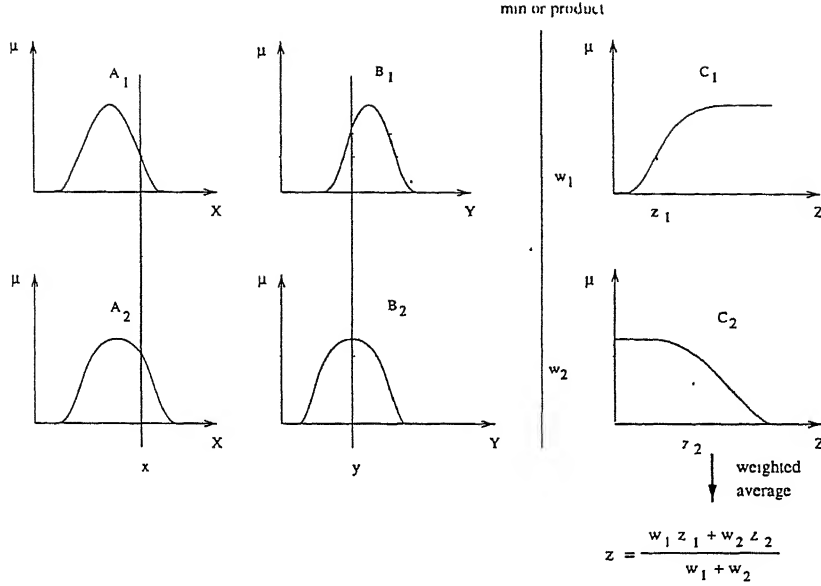 min or product
μ
A₁
X
μ
B₁
Y
w₁
μ
C₁
z₁
Z
μ
A₂
X
x
μ
B₂
Y
y
w₂
μ
C₂
z₂
Z
weighted
average
z = (w₁ z₁ + w₂ z₂) / (w₁ + w₂)